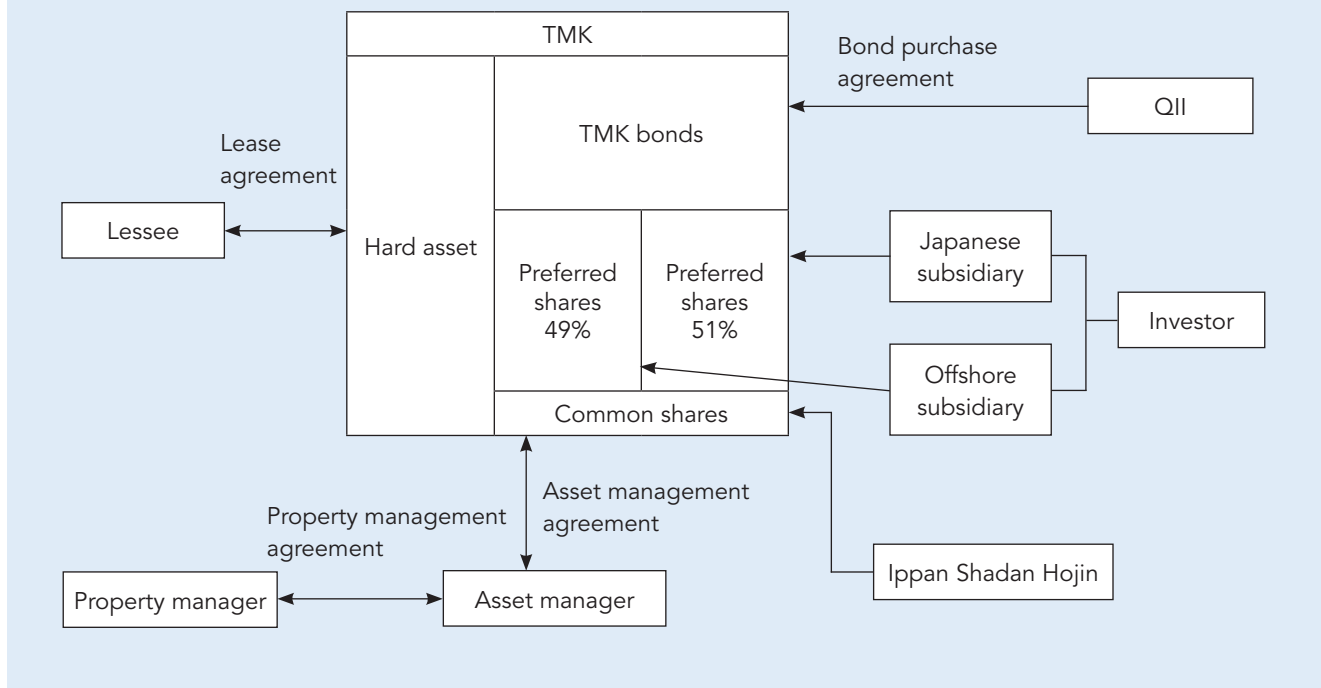 TMK
Bond purchase
agreement
QII
TMK bonds
Lease
agreement
Lessee
Hard asset
Preferred
shares
49%
Preferred
shares
51%
Japanese
subsidiary
Investor
Offshore
subsidiary
Common shares
Asset management
agreement
Property management
agreement
Ippan Shadan Hojin
Property manager
Asset manager